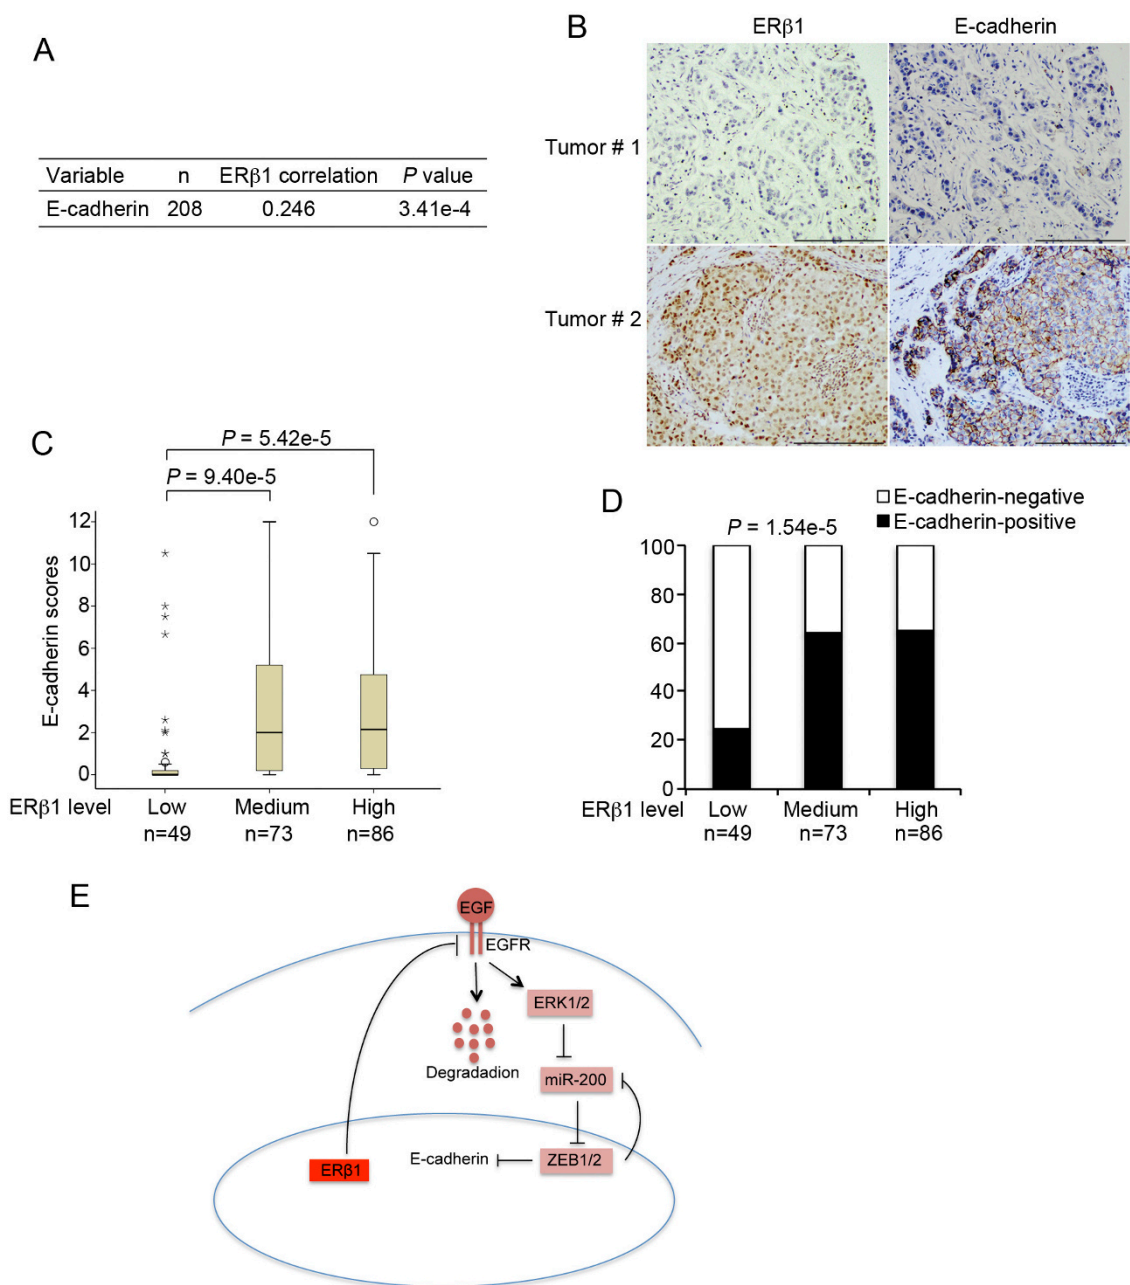 A
Variable n ERβ1 correlation P value
E-cadherin 208 0.246 3.41e-4
B
ERβ1 E-cadherin
Tumor # 1
Tumor # 2
C
P = 5.42e-5
P = 9.40e-5
E-cadherin scores
12
10
8
6
4
2
0
ERβ1 level Low Medium High
n=49 n=73 n=86
D
E-cadherin-negative
E-cadherin-positive
P = 1.54e-5
100
80
60
40
20
0
ERβ1 level Low Medium High
n=49 n=73 n=86
E
EGF
EGFR
ERK1/2
Degradadion
miR-200
E-cadherin
ZEB1/2
ERβ1